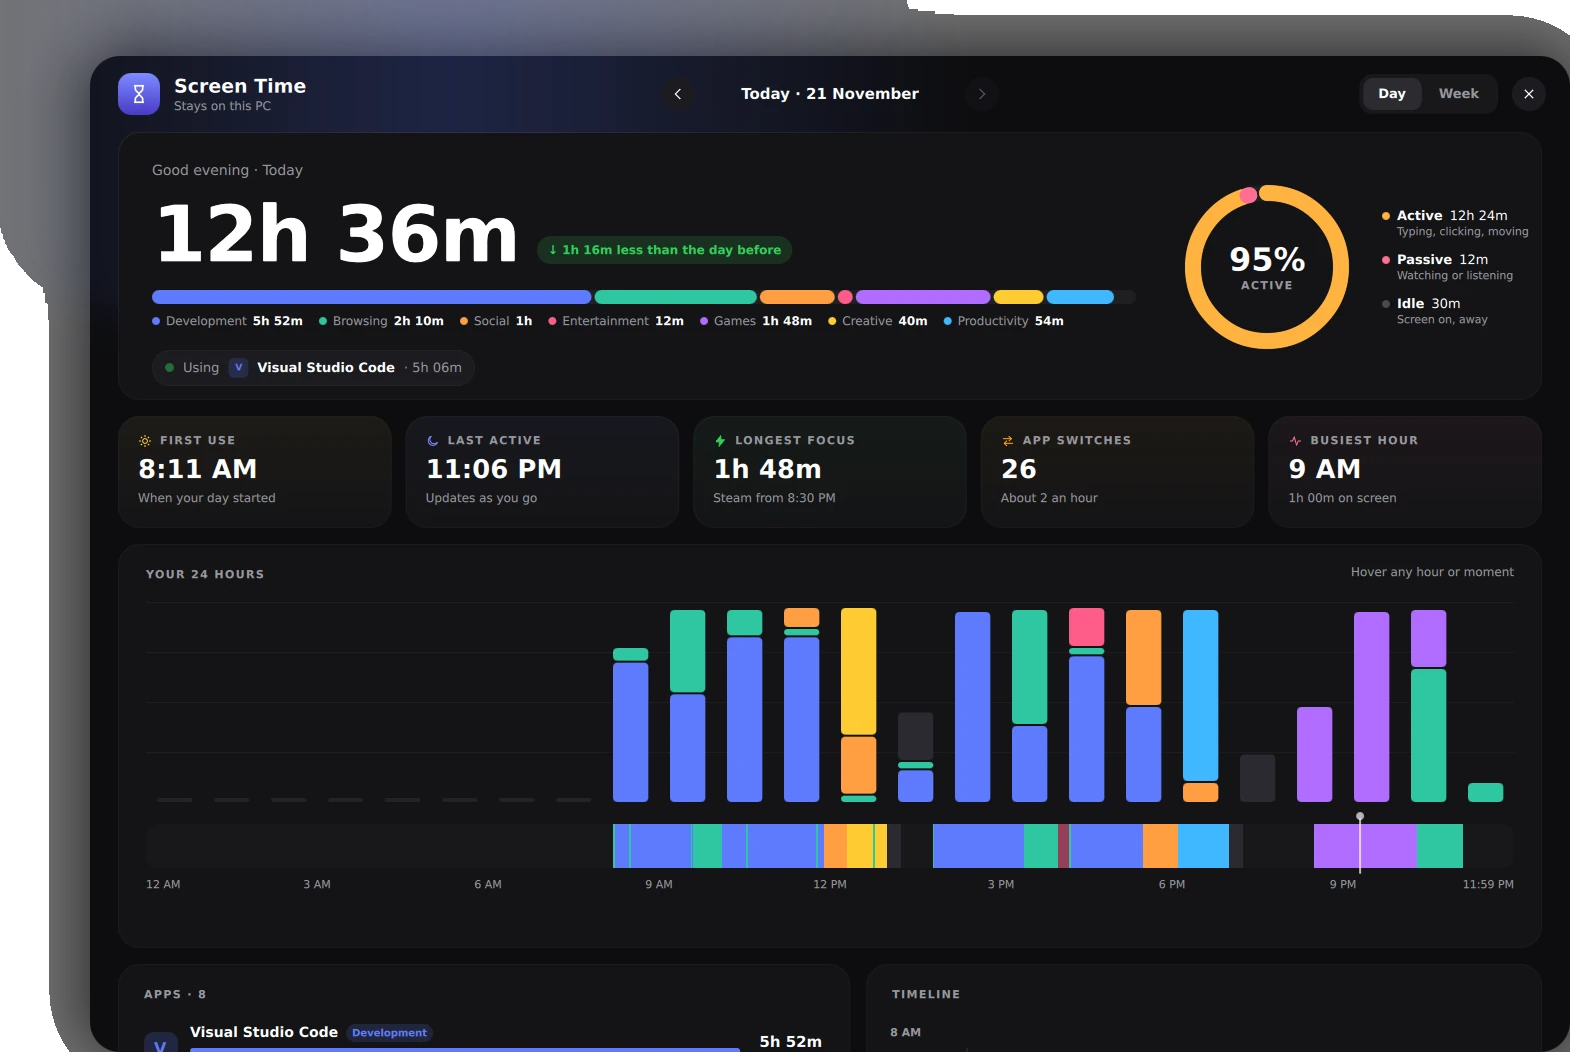 Screen Time
Stays on this PC
Today · 21 November
Day
Week
Good evening · Today
12h 36m
↓ 1h 16m less than the day before
Development 5h 52m
Browsing 2h 10m
Social 1h
Entertainment 12m
Games 1h 48m
Creative 40m
Productivity 54m
Using V Visual Studio Code · 5h 06m
95%
ACTIVE
Active 12h 24m
Typing, clicking, moving
Passive 12m
Watching or listening
Idle 30m
Screen on, away
FIRST USE
8:11 AM
When your day started
LAST ACTIVE
11:06 PM
Updates as you go
LONGEST FOCUS
1h 48m
Steam from 8:30 PM
APP SWITCHES
26
About 2 an hour
BUSIEST HOUR
9 AM
1h 00m on screen
YOUR 24 HOURS
Hover any hour or moment
12 AM
3 AM
6 AM
9 AM
12 PM
3 PM
6 PM
9 PM
11:59 PM
APPS · 8
V
Visual Studio Code
Development
5h 52m
TIMELINE
8 AM